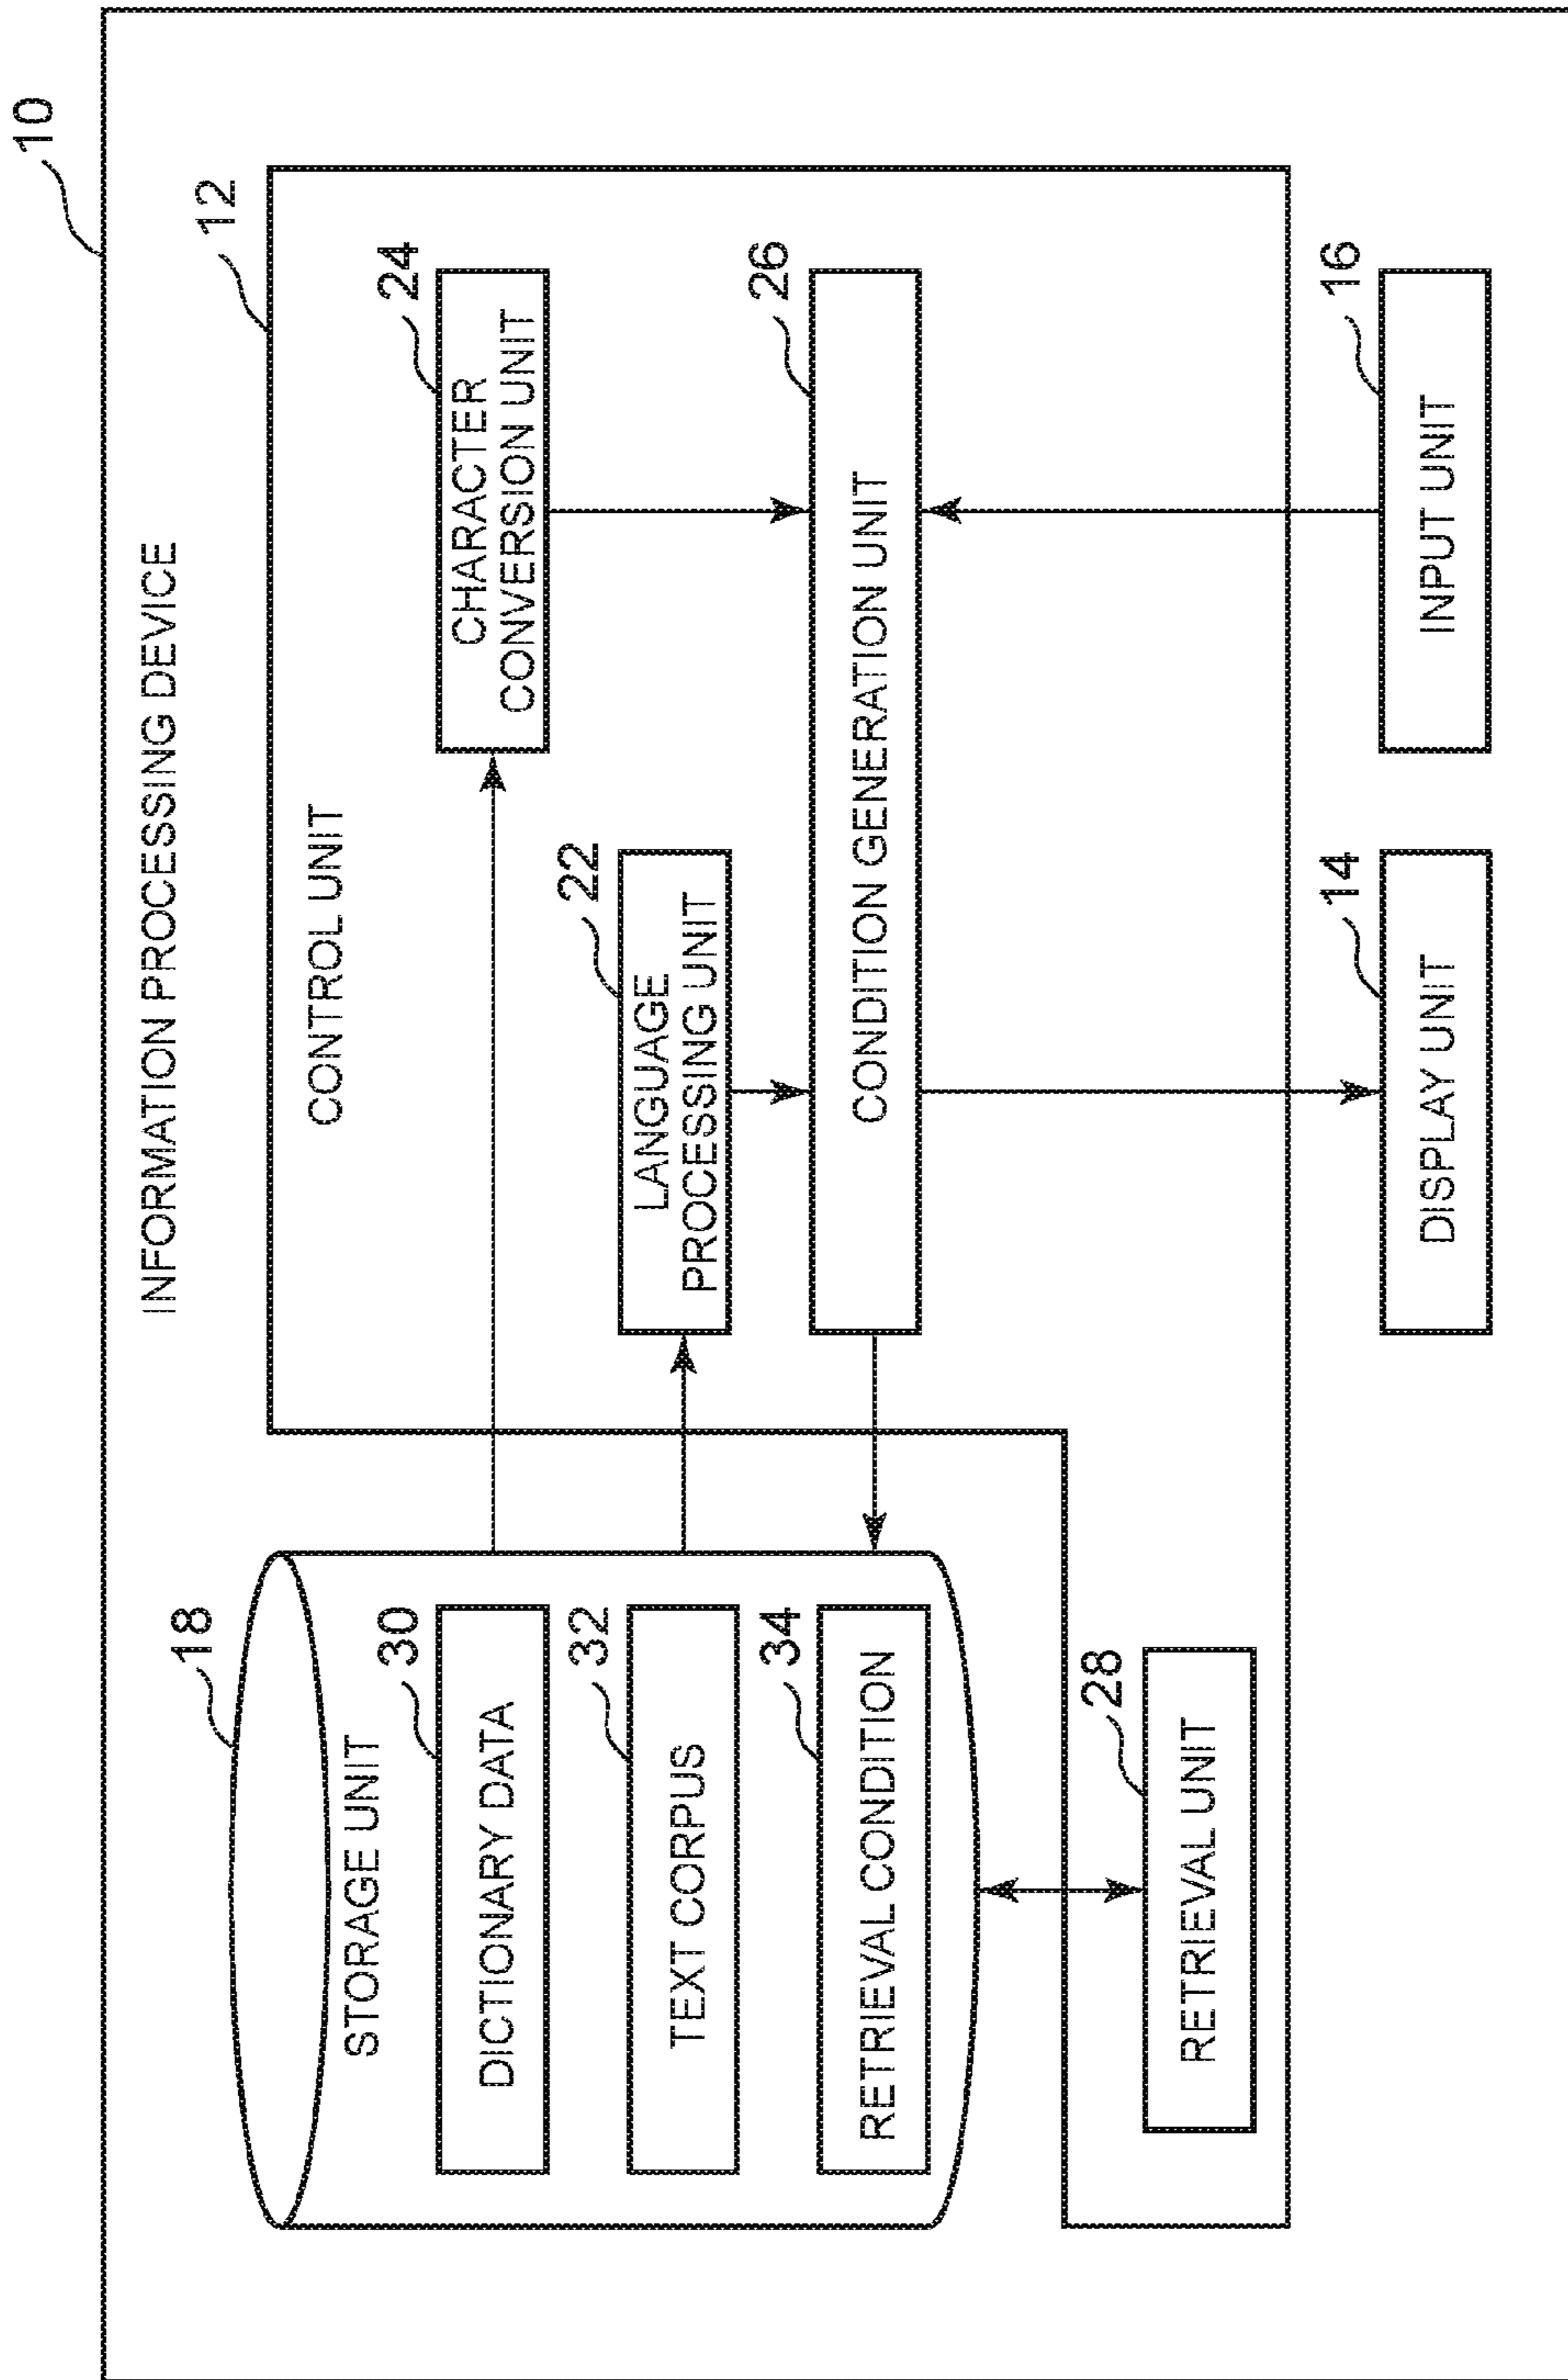 10
INFORMATION PROCESSING DEVICE
12
CONTROL UNIT
18
STORAGE UNIT
30
DICTIONARY DATA
24
CHARACTER
CONVERSION UNIT
32
TEXT CORPUS
22
LANGUAGE
PROCESSING UNIT
34
RETRIEVAL CONDITION
26
CONDITION GENERATION UNIT
28
RETRIEVAL UNIT
14
DISPLAY UNIT
16
INPUT UNIT